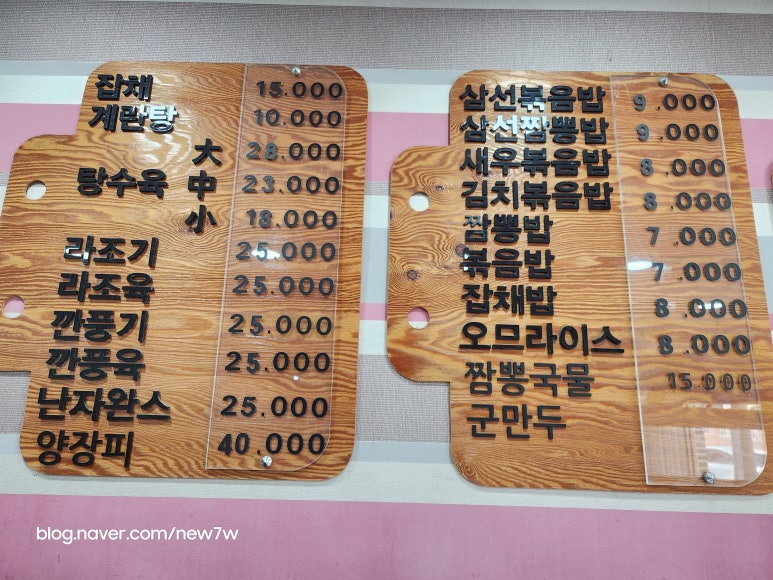 잡채 15.000
계란탕 10.000
大 28.000
탕수육 中 23.000
小 18.000
라조기 25.000
라조육 25.000
깐풍기 25.000
깐풍육 25.000
난자완스 25.000
양장피 40.000
삼선볶음밥 9.000
삼선짬뽕밥 9.000
새우볶음밥 8.000
김치볶음밥 8.000
짬뽕밥 7.000
볶음밥 7.000
잡채밥 8.000
오므라이스 8.000
짬뽕국물 15.000
군만두
blog.naver.com/new7w